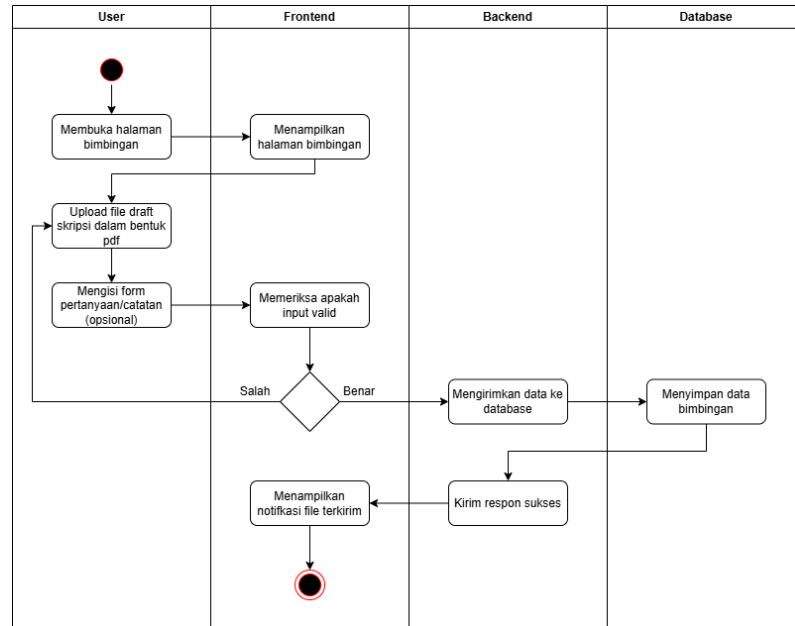 User
Frontend
Backend
Database
Membuka halaman
bimbingan
Menampilkan
halaman bimbingan
Upload file draft
skripsi dalam bentuk
pdf
Mengisi form
pertanyaan/catatan
(opsional)
Memeriksa apakah
input valid
Salah
Benar
Mengirimkan data ke
database
Menyimpan data
bimbingan
Kirim respon sukses
Menampilkan
notifkasi file terkirim